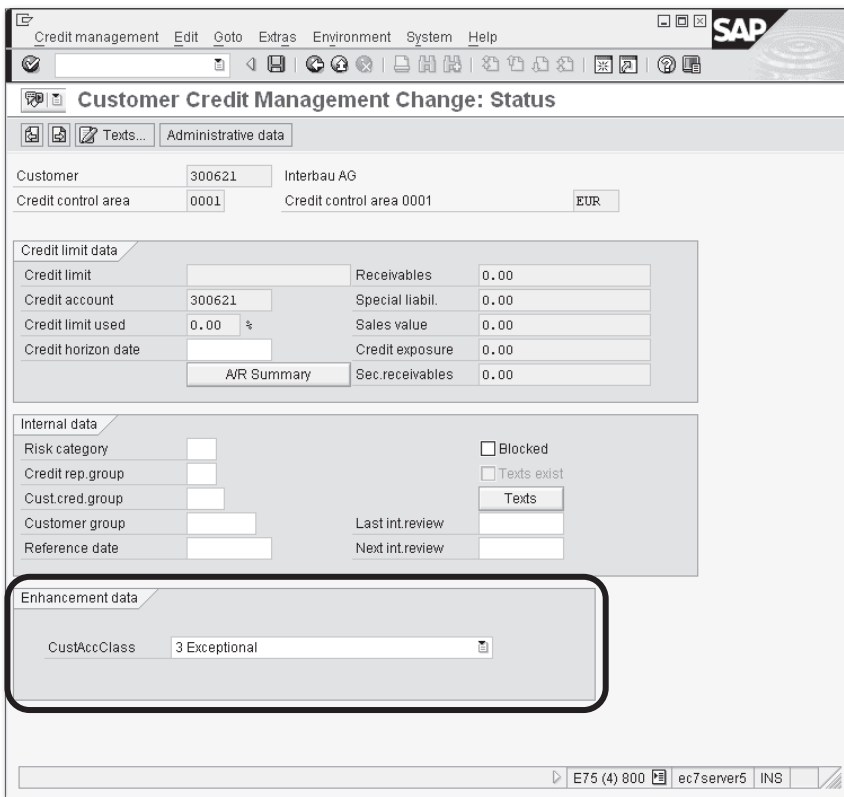 Credit management Edit Goto Extras Environment System Help
SAP
Customer Credit Management Change: Status
Texts... Administrative data
Customer 300621 Interbau AG
Credit control area 0001 Credit control area 0001 EUR
Credit limit data
Credit limit Receivables 0.00
Credit account 300621 Special liabil. 0.00
Credit limit used 0.00 % Sales value 0.00
Credit horizon date Credit exposure 0.00
A/R Summary Sec.receivables 0.00
Internal data
Risk category Blocked
Credit rep.group Texts exist
Cust.cred.group Texts
Customer group Last int.review
Reference date Next int.review
Enhancement data
CustAccClass 3 Exceptional
E75 (4) 800 ec7server5 INS